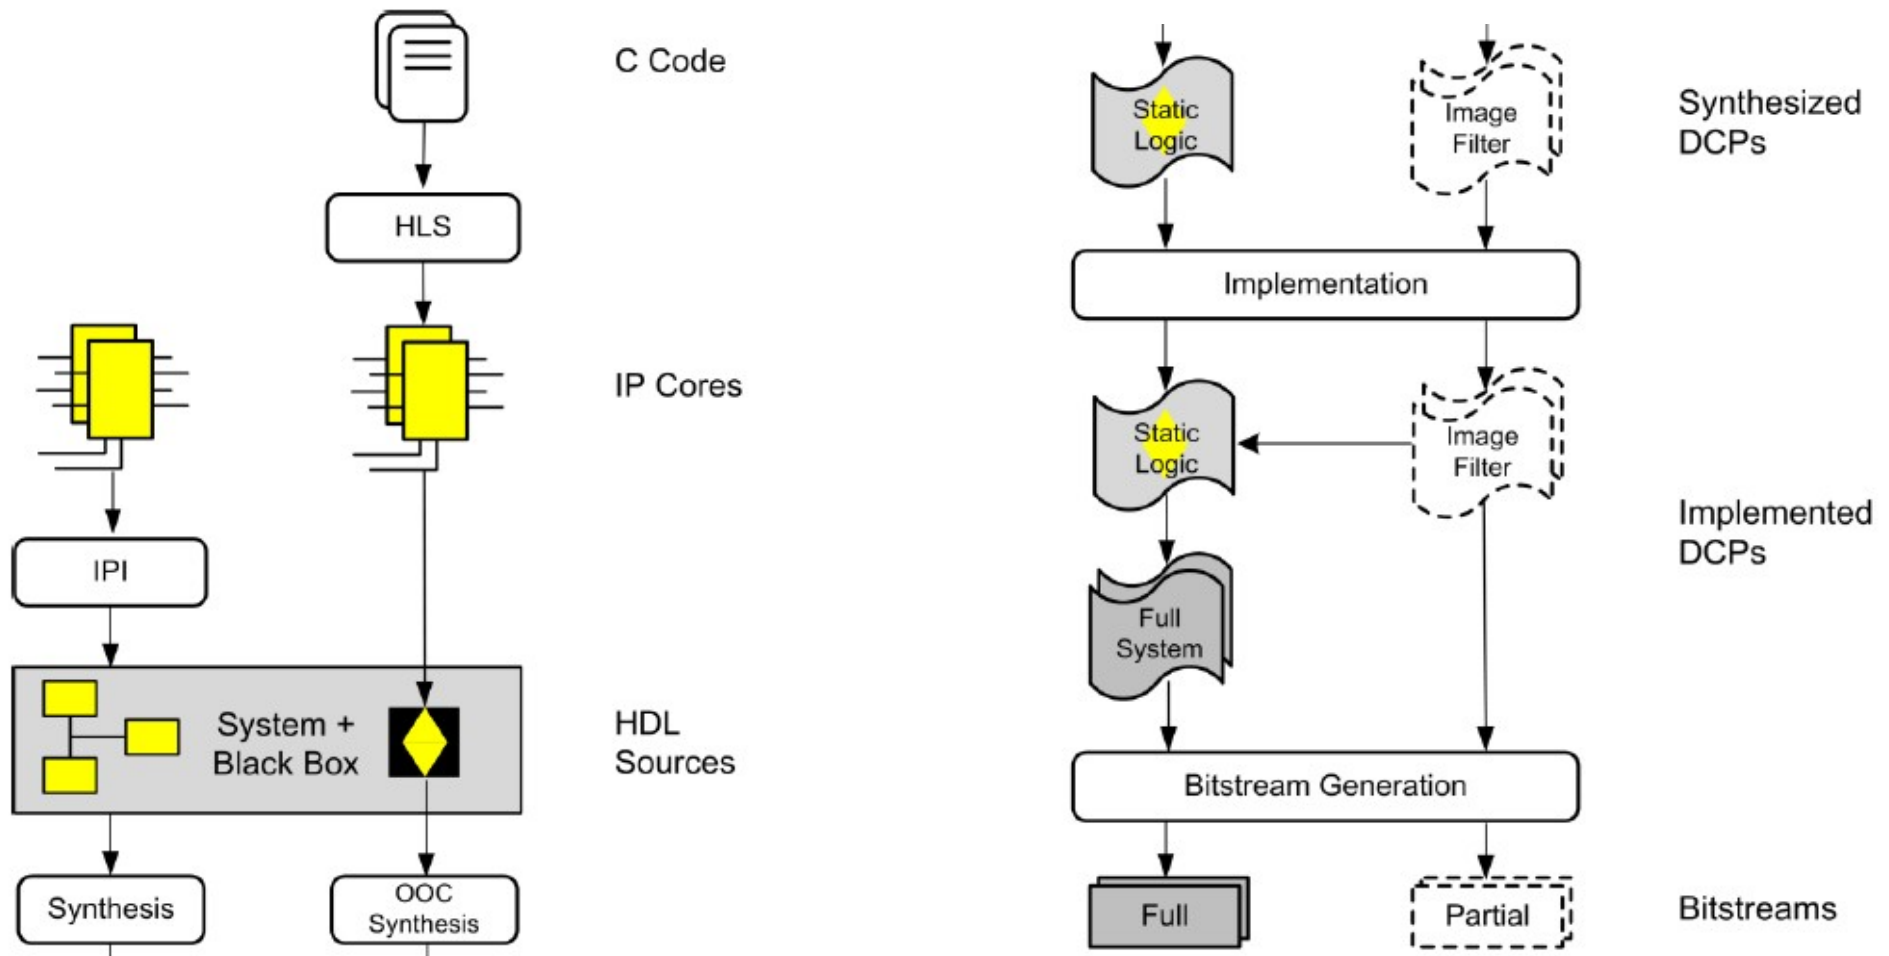 C Code
HLS
IP Cores
IPI
System +
Black Box
HDL
Sources
Synthesis
OOC
Synthesis
Static
Logic
Image
Filter
Synthesized
DCPs
Implementation
Static
Logic
Image
Filter
Implemented
DCPs
Full
System
Bitstream Generation
Full
Partial
Bitstreams